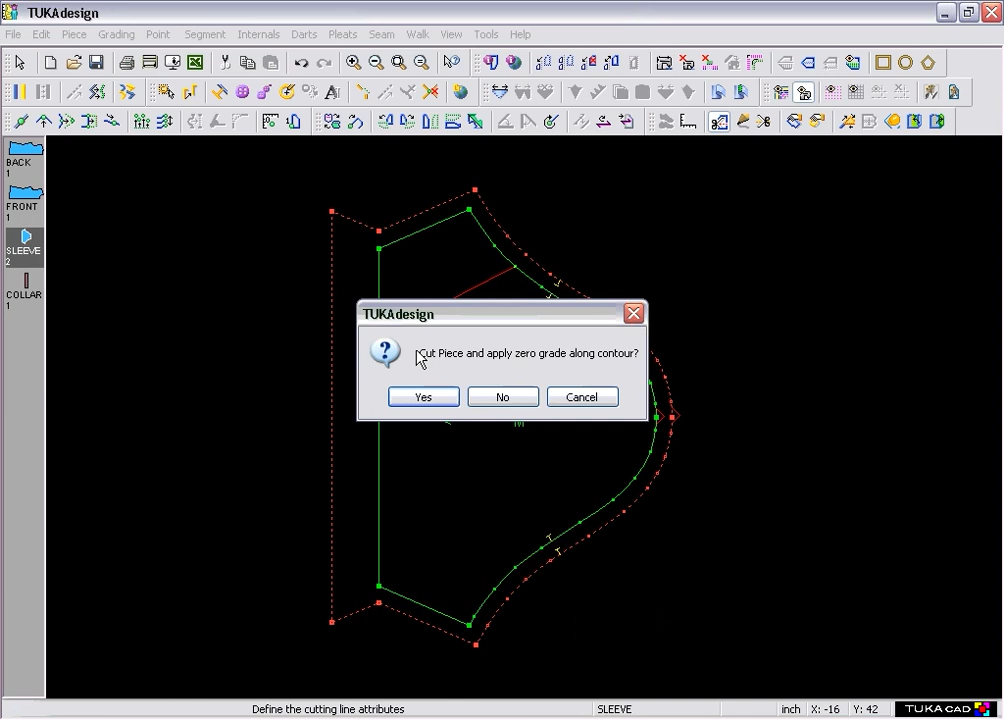 TUKAdesign
File Edit Piece Grading Point Segment Internals Darts Pleats Seam Walk View Tools Help
BACK
1
FRONT
1
SLEEVE
2
COLLAR
1
TUKAdesign
Cut Piece and apply zero grade along contour?
Yes No Cancel
Define the cutting line attributes SLEEVE inch X: -16 Y: 42 TUKACAD